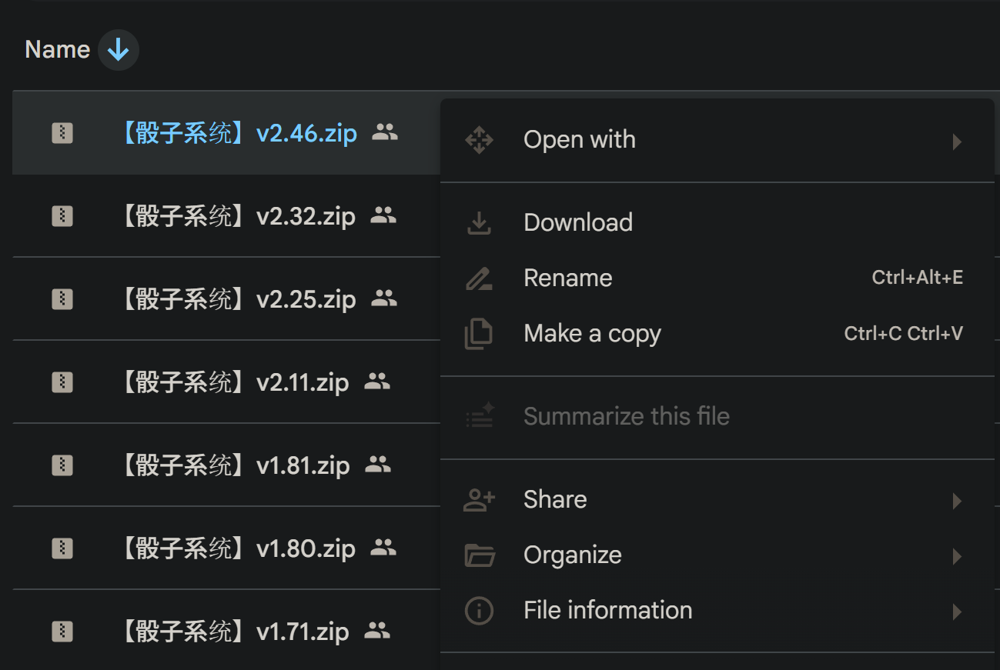 Name
【骰子系统】v2.46.zip
【骰子系统】v2.32.zip
【骰子系统】v2.25.zip
【骰子系统】v2.11.zip
【骰子系统】v1.81.zip
【骰子系统】v1.80.zip
【骰子系统】v1.71.zip
Open with
Download
Rename Ctrl+Alt+E
Make a copy Ctrl+C Ctrl+V
Summarize this file
Share
Organize
File information